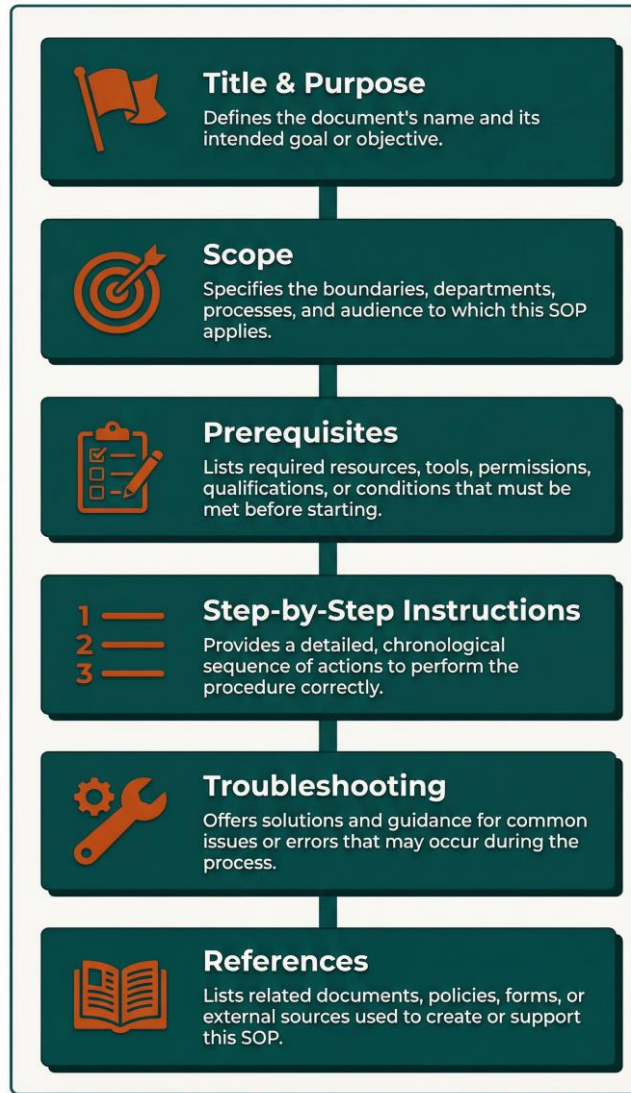 Title & Purpose
Defines the document's name and its
intended goal or objective.
Scope
Specifies the boundaries, departments,
processes, and audience to which this SOP
applies.
Prerequisites
Lists required resources, tools, permissions,
qualifications, or conditions that must be
met before starting.
1
2
3
Step-by-Step Instructions
Provides a detailed, chronological
sequence of actions to perform the
procedure correctly.
Troubleshooting
Offers solutions and guidance for common
issues or errors that may occur during the
process.
References
Lists related documents, policies, forms, or
external sources used to create or support
this SOP.